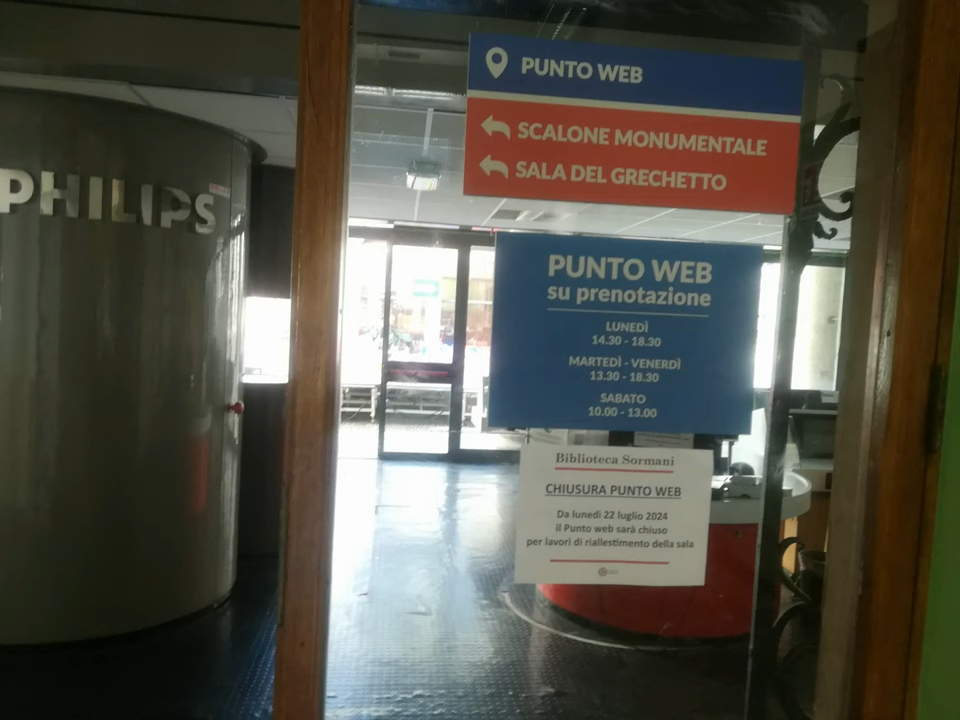 PHILIPS
PUNTO WEB
SCALONE MONUMENTALE
SALA DEL GRECHETTO
PUNTO WEB
su prenotazione
LUNEDÌ
14.30 - 18.30
MARTEDÌ - VENERDÌ
13.30 - 18.30
SABATO
10.00 - 13.00
Biblioteca Sormani
CHIUSURA PUNTO WEB
Da lunedì 22 luglio 2024
il Punto web sarà chiuso
per lavori di riallestimento della sala